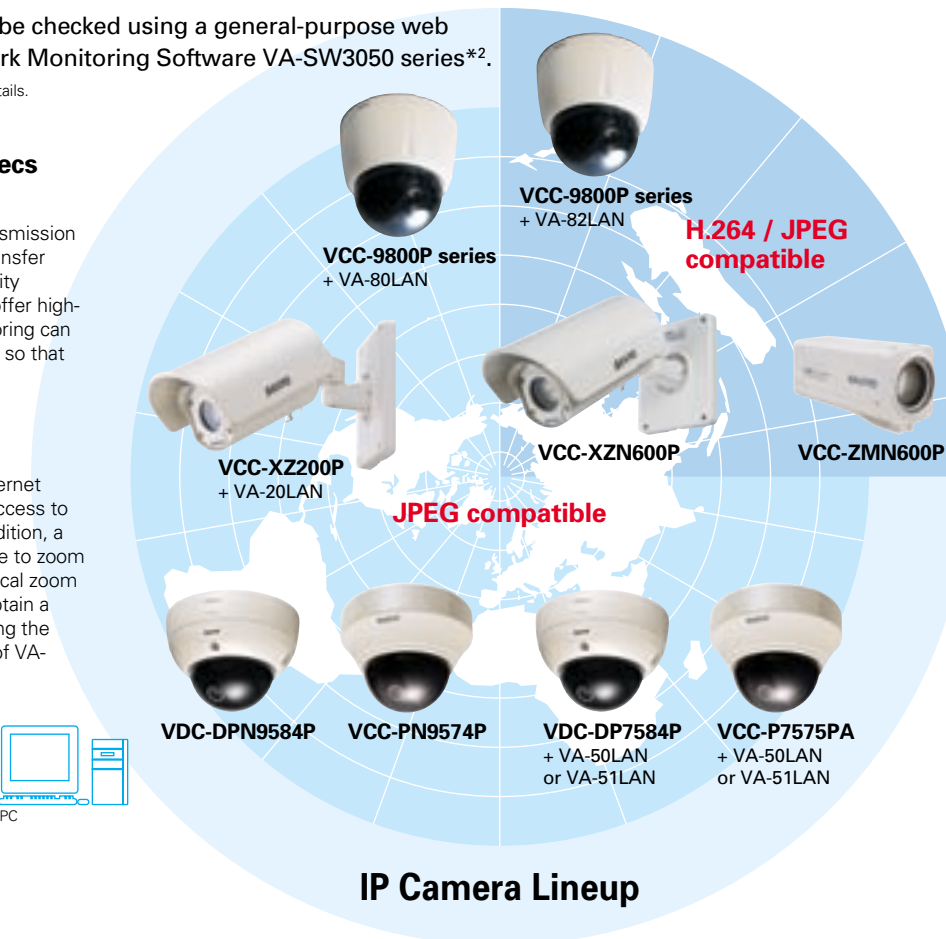 be checked using a general-purpose web
rk Monitoring Software VA-SW3050 series*2.
tails.
ecs
smission
nsfer
ity
offer high-
oring can
so that
ernet
ccess to
dition, a
e to zoom
cal zoom
btain a
ng the
of VA-
PC
VCC-9800P series
+ VA-82LAN
H.264 / JPEG
compatible
VCC-9800P series
+ VA-80LAN
VCC-XZ200P
+ VA-20LAN
VCC-XZN600P
VCC-ZMN600P
JPEG compatible
VDC-DPN9584P
VCC-PN9574P
VDC-DP7584P
+ VA-50LAN
or VA-51LAN
VCC-P7575PA
+ VA-50LAN
or VA-51LAN
IP Camera Lineup